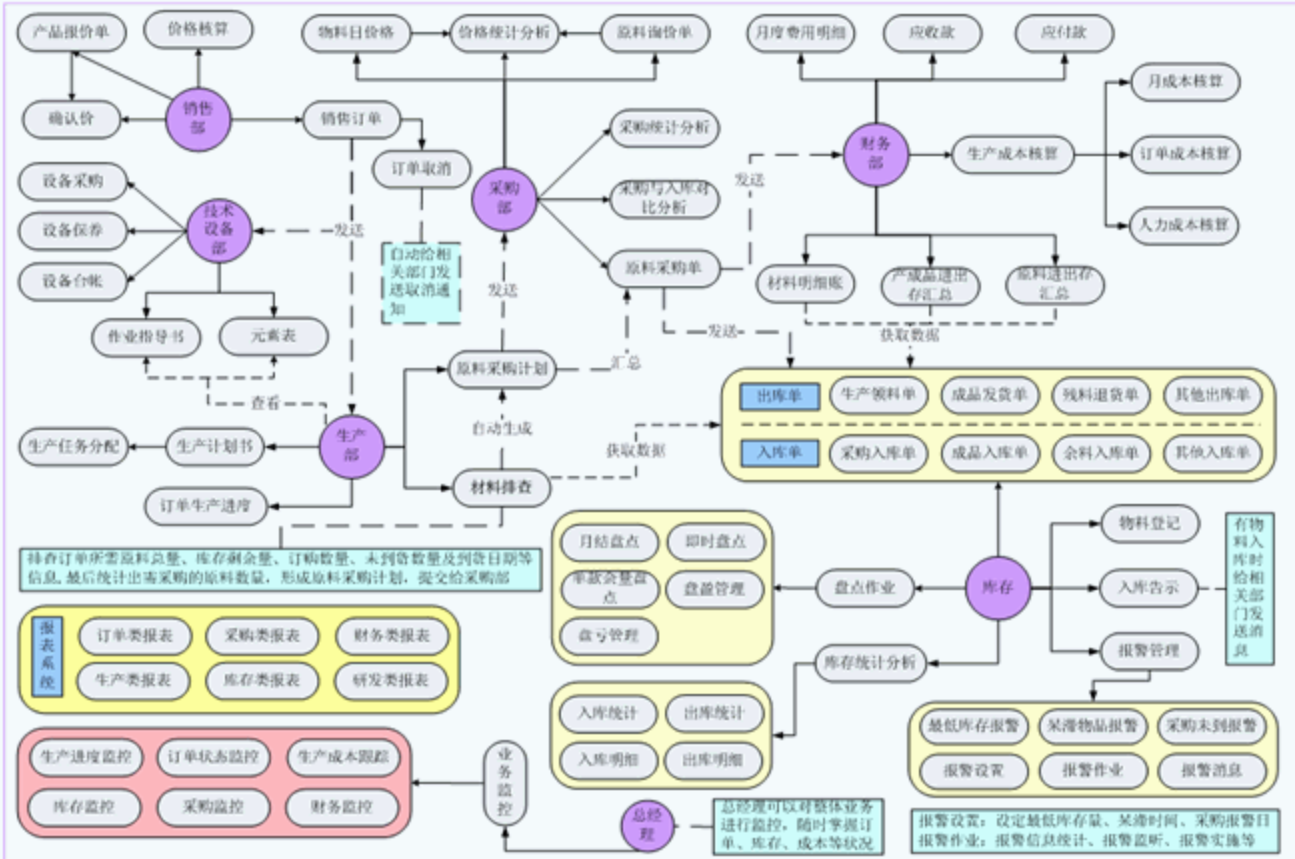 产品报价单
价格核算
物料日价格
价格统计分析
原料询价单
月度费用明细
应收款
应付款
确认价
销售
部
销售订单
订单取消
采购统计分析
采购与入库对
比分析
原料采购单
采购
部
财务
部
生产成本核算
月成本核算
订单成本核算
人力成本核算
设备采购
设备保养
设备台帐
技术
设备
部
发送
自动给相
关部门发
送取消通
知
发送
发送
材料明细账
产成品进出
存汇总
原料进出存
汇总
作业指导书
元素表
查看
原料采购计划
汇总
发送
获取数据
生产任务分配
生产计划书
生产
部
自动生成
获取数据
订单生产进度
材料排查
出库单
生产领料单
成品发货单
残料退货单
其他出库单
入库单
采购入库单
成品入库单
余料入库单
其他入库单
排查订单所需原料总量、库存剩余量、订购数量、未到货数量及到货日期等
信息,最后统计出需采购的原料数量，形成原料采购计划，提交给采购部
月结盘点
即时盘点
单款余量盘
点
盘盈管理
盘亏管理
盘点作业
库存
物料登记
入库告示
报警管理
有物
料入
库时
给相
关部
门发
送消
息
报
表
系
统
订单类报表
采购类报表
财务类报表
生产类报表
库存类报表
研发类报表
库存统计分析
入库统计
出库统计
入库明细
出库明细
最低库存报警
呆滞物品报警
采购未到报警
报警设置
报警作业
报警消息
生产进度监控
订单状态监控
生产成本跟踪
库存监控
采购监控
财务监控
业
务
监
控
总经
理
总经理可以对整体业务
进行监控，随时掌握订
单、库存、成本等状况
报警设置：设定最低库存量、呆滞时间、采购报警日
报警作业：报警信息统计、报警监听、报警实施等